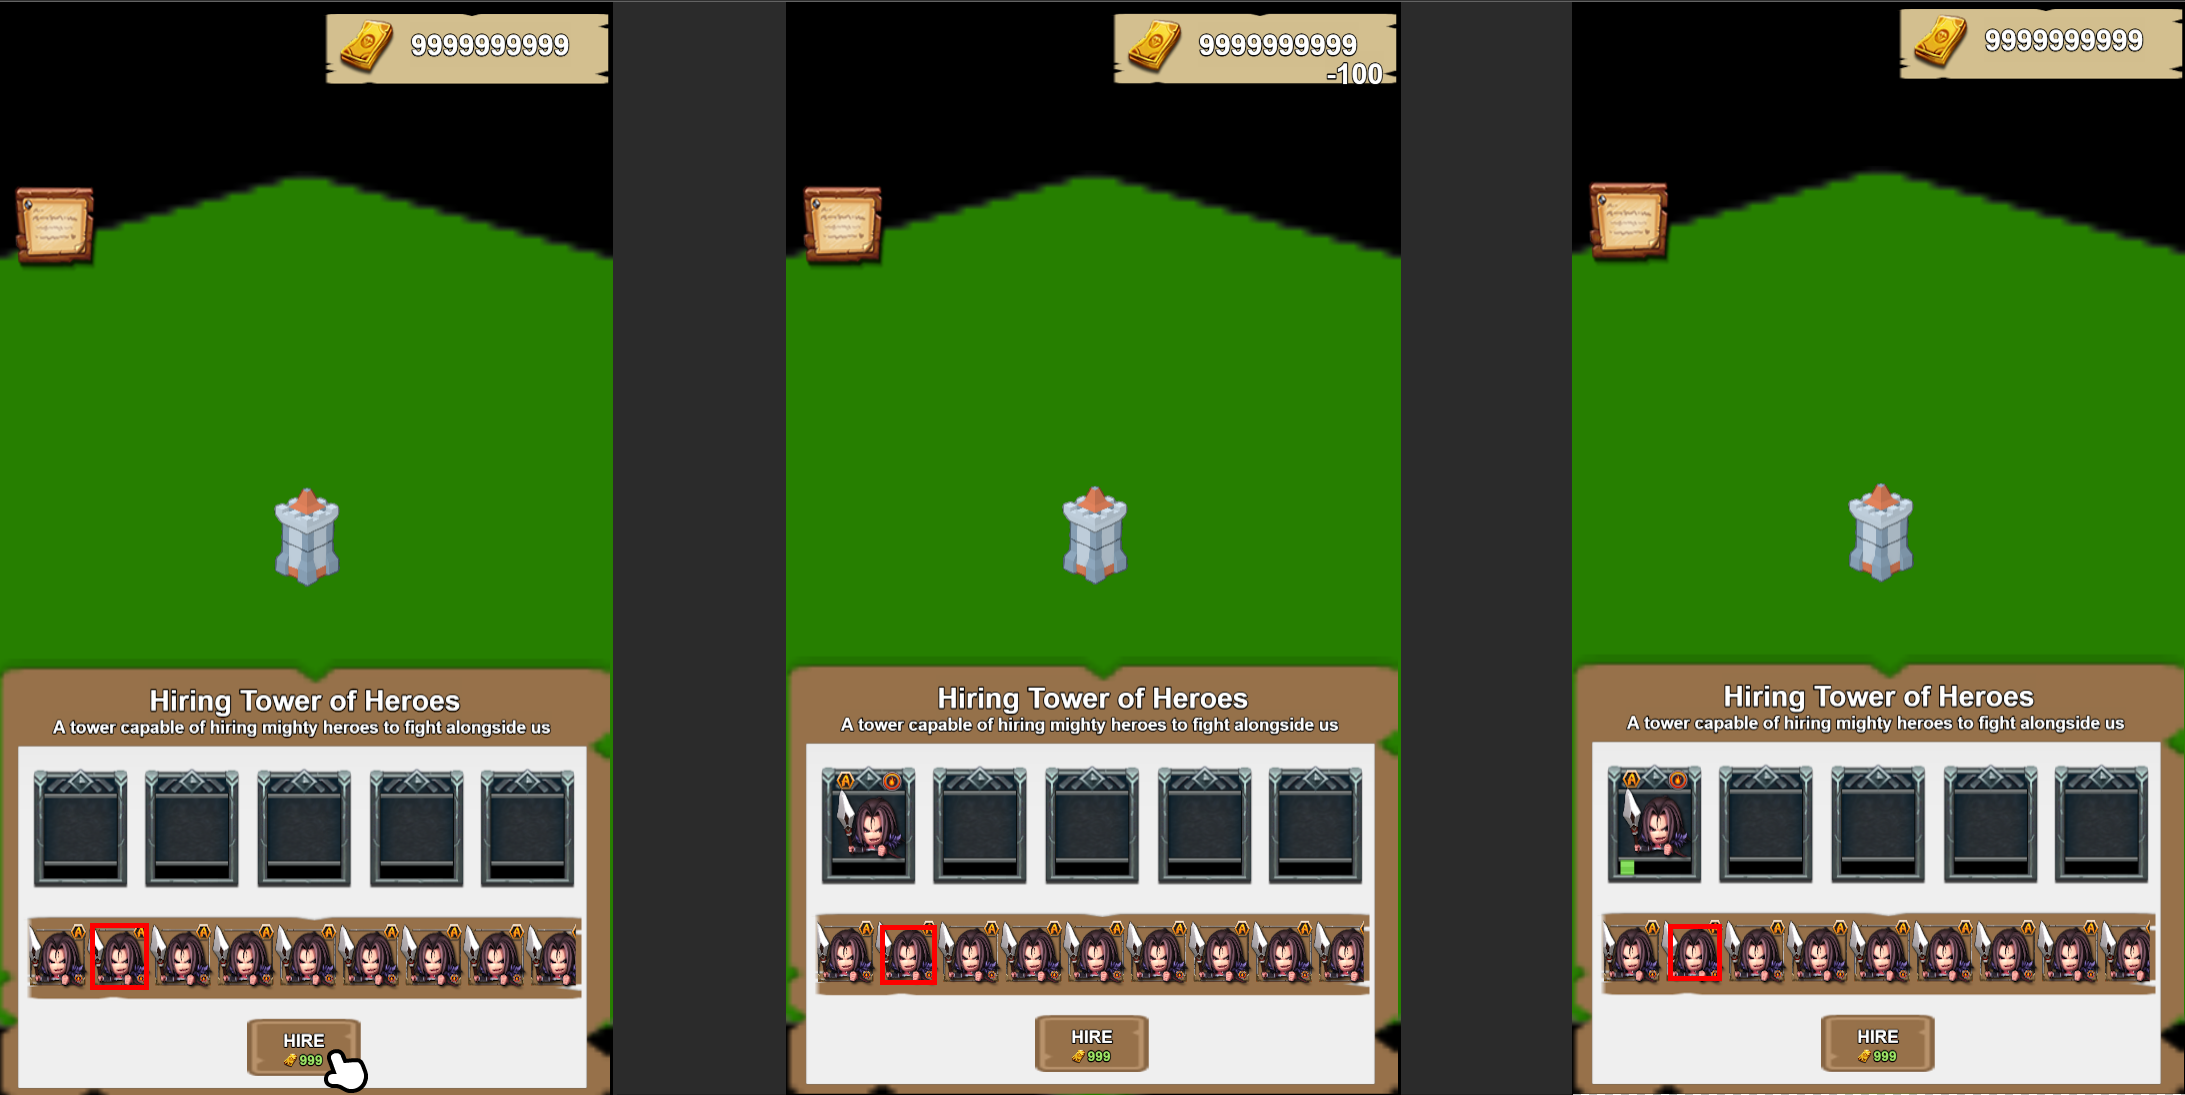 9999999999
Hiring Tower of Heroes
A tower capable of hiring mighty heroes to fight alongside us
A A A A A A A A
HIRE
999
9999999999
-100
Hiring Tower of Heroes
A tower capable of hiring mighty heroes to fight alongside us
A
A A A A A A A
HIRE
999
9999999999
Hiring Tower of Heroes
A tower capable of hiring mighty heroes to fight alongside us
A
A A A A A A A
HIRE
999